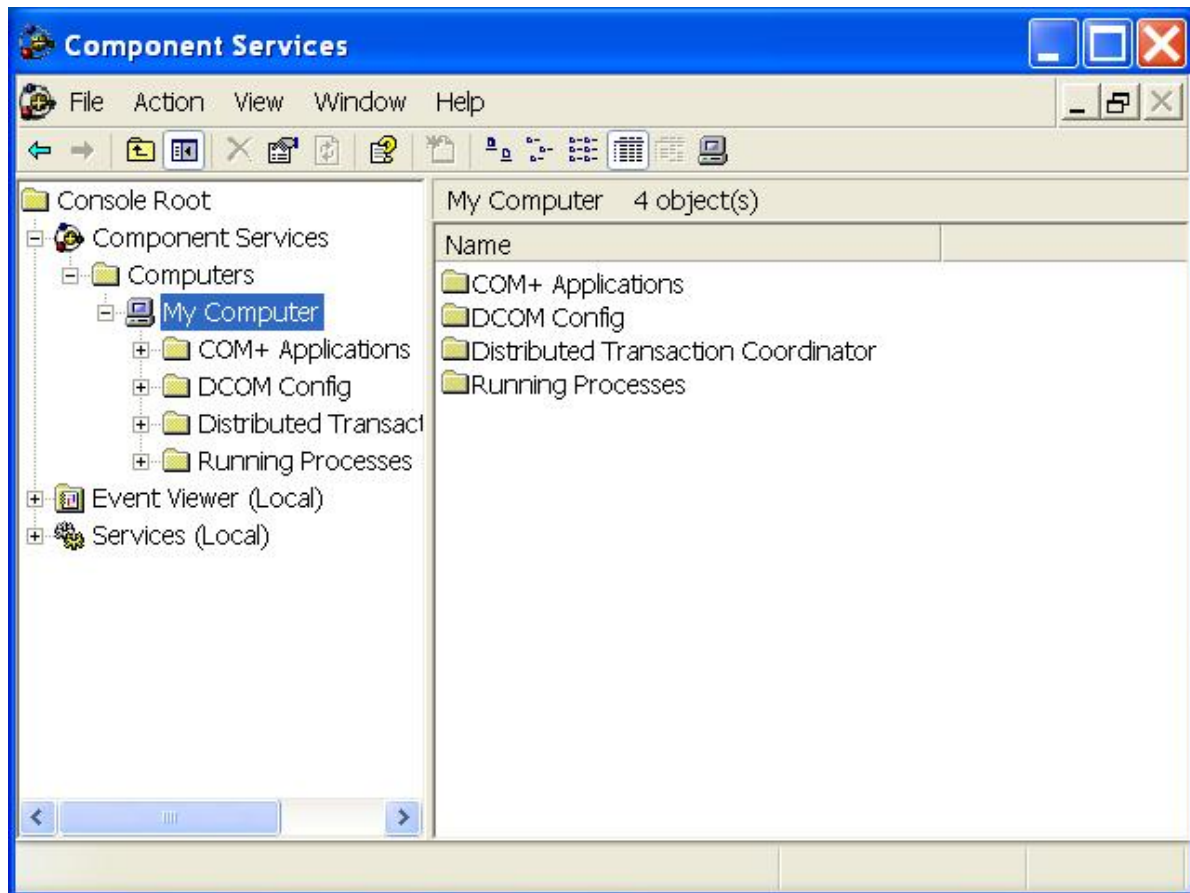 Component Services
File Action View Window Help
Console Root
Component Services
Computers
My Computer
COM+ Applications
DCOM Config
Distributed Transact
Running Processes
Event Viewer (Local)
Services (Local)
My Computer 4 object(s)
Name
COM+ Applications
DCOM Config
Distributed Transaction Coordinator
Running Processes